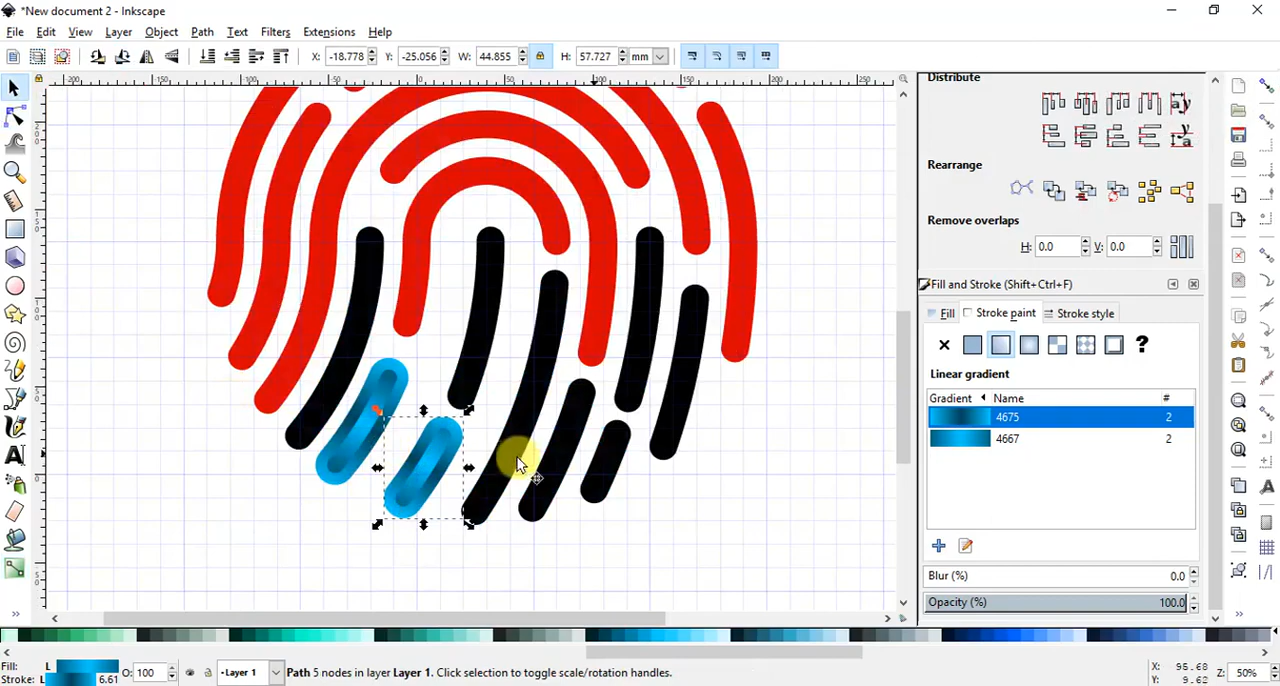 *New document 2 - Inkscape
File Edit View Layer Object Path Text Filters Extensions Help
X: -18.778 Y: -25.056 W: 44.855 H: 57.727 mm
Distribute
Rearrange
Remove overlaps
H: 0.0 V: 0.0
Fill and Stroke (Shift+Ctrl+F)
Fill Stroke paint Stroke style
Linear gradient
Gradient Name #
4675 2
4667 2
Blur (%) 0.0
Opacity (%) 100.0
Fill: L O: 100 Layer 1 Path 5 nodes in layer Layer 1. Click selection to toggle scale/rotation handles. X: 95.68 Z: 50%
Stroke: L 6.61 Y: 9.62